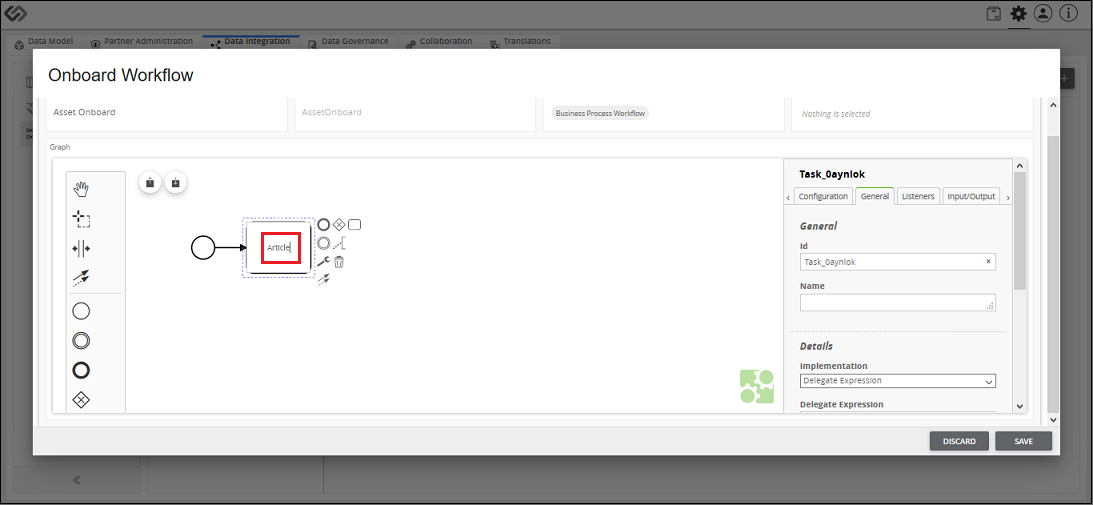 Data Model
Partner Administration
Data Integration
Data Governance
Collaboration
Translations
Onboard Workflow
Asset Onboard
AssetOnboard
Business Process Workflow
Nothing is selected
Graph
Article
Task_0aynlok
Configuration
General
Listeners
Input/Output
General
Id
Task_0aynlok
Name
Details
Implementation
Delegate Expression
Delegate Expression
DISCARD
SAVE